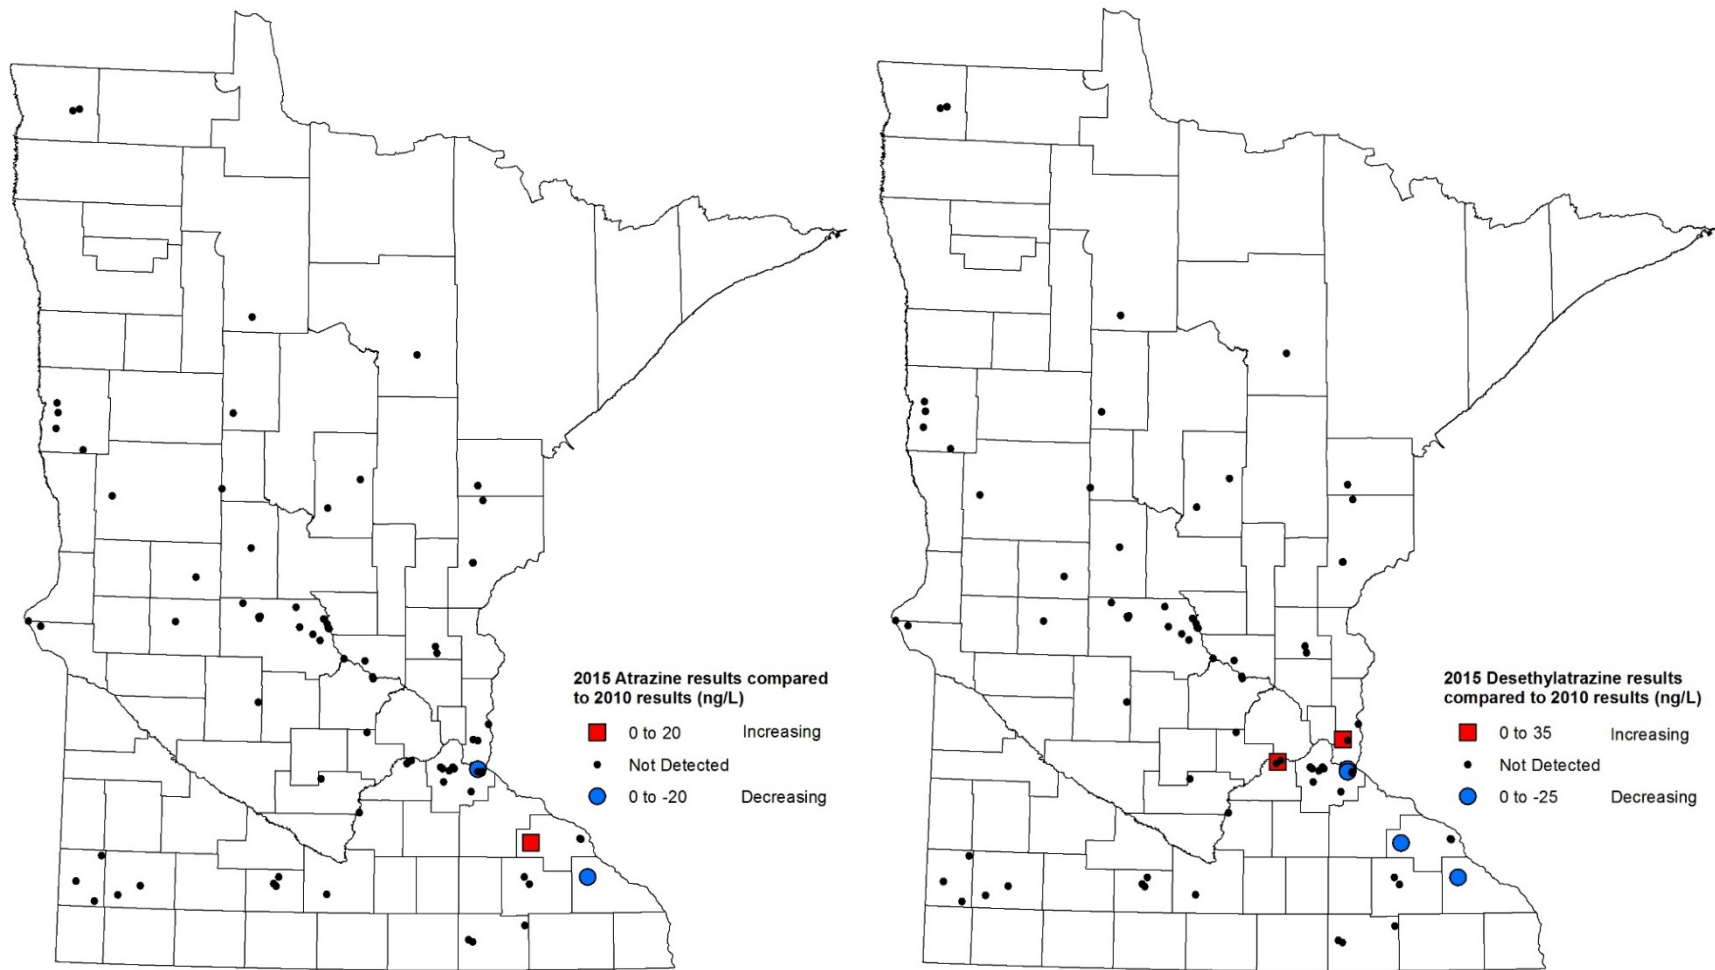 2015 Atrazine results compared
to 2010 results (ng/L)
0 to 20 Increasing
Not Detected
0 to -20 Decreasing
2015 Desethylatrazine results
compared to 2010 results (ng/L)
0 to 35 Increasing
Not Detected
0 to -25 Decreasing